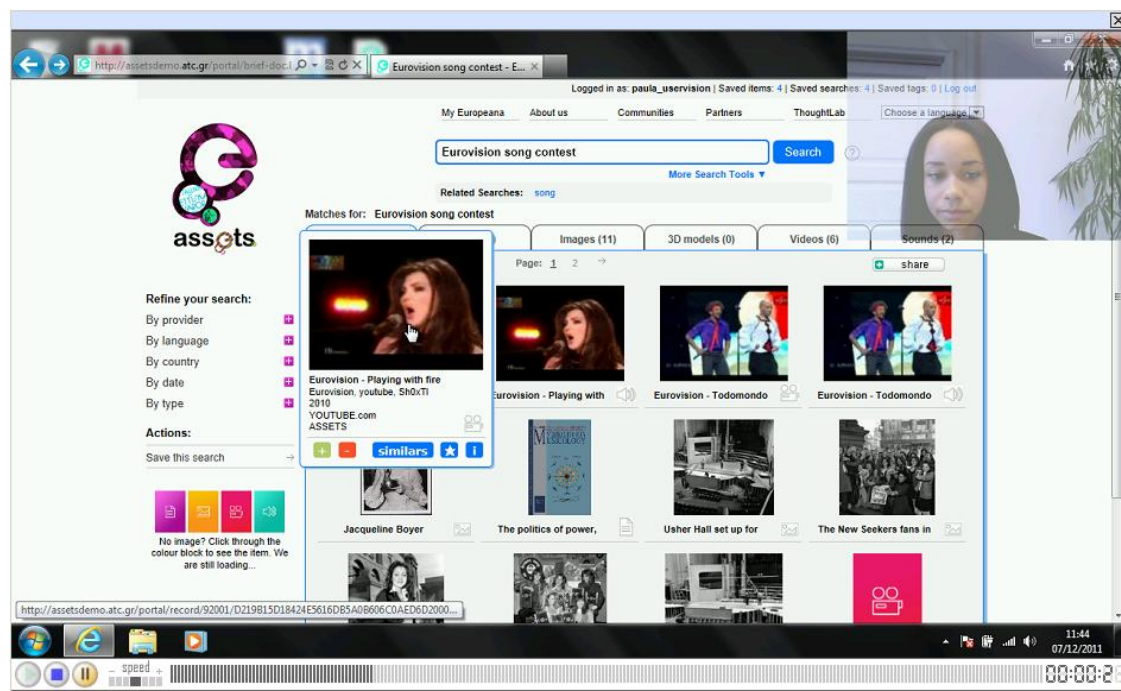 http://assetsdemo.atc.gr/portal/brief-doc.l
Eurovision song contest - E...
Logged in as: paula_uservision | Saved items: 4 | Saved searches: 4 | Saved tags: 0 | Log out
My Europeana About us Communities Partners ThoughtLab Choose a language
Eurovision song contest Search ?
More Search Tools ▼
Related Searches: song
Matches for: Eurovision song contest
assets
Images (11) 3D models (0) Videos (6) Sounds (2)
Page: 1 2 →
share
Refine your search:
By provider
By language
By country
By date
By type
Actions:
Save this search →
No image? Click through the
colour block to see the item. We
are still loading...
Eurovision - Playing with fire
Eurovision, youtube, Sh0xTI
2010
YOUTUBE.com
ASSETS
+ - similars i
Eurovision - Playing with
Eurovision - Todomondo
Eurovision - Todomondo
Jacqueline Boyer
The politics of power,
Usher Hall set up for
The New Seekers fans in
MUSICOLOGY
http://assetsdemo.atc.gr/portal/record/92001/D219B15D18424E5616DB5A0B606C0AED6D2000...
11:44
07/12/2011
- speed +
00:00:2